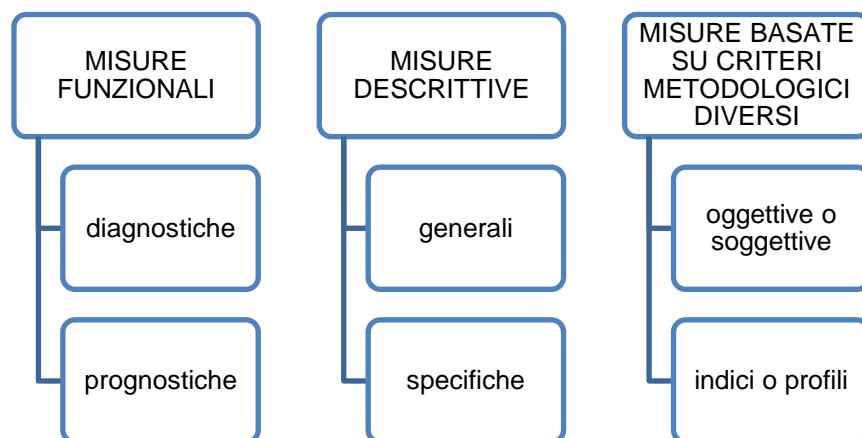 MISURE
FUNZIONALI
diagnostiche
prognostiche
MISURE
DESCRITTIVE
generali
specifiche
MISURE BASATE
SU CRITERI
METODOLOGICI
DIVERSI
oggettive o
soggettive
indici o profili